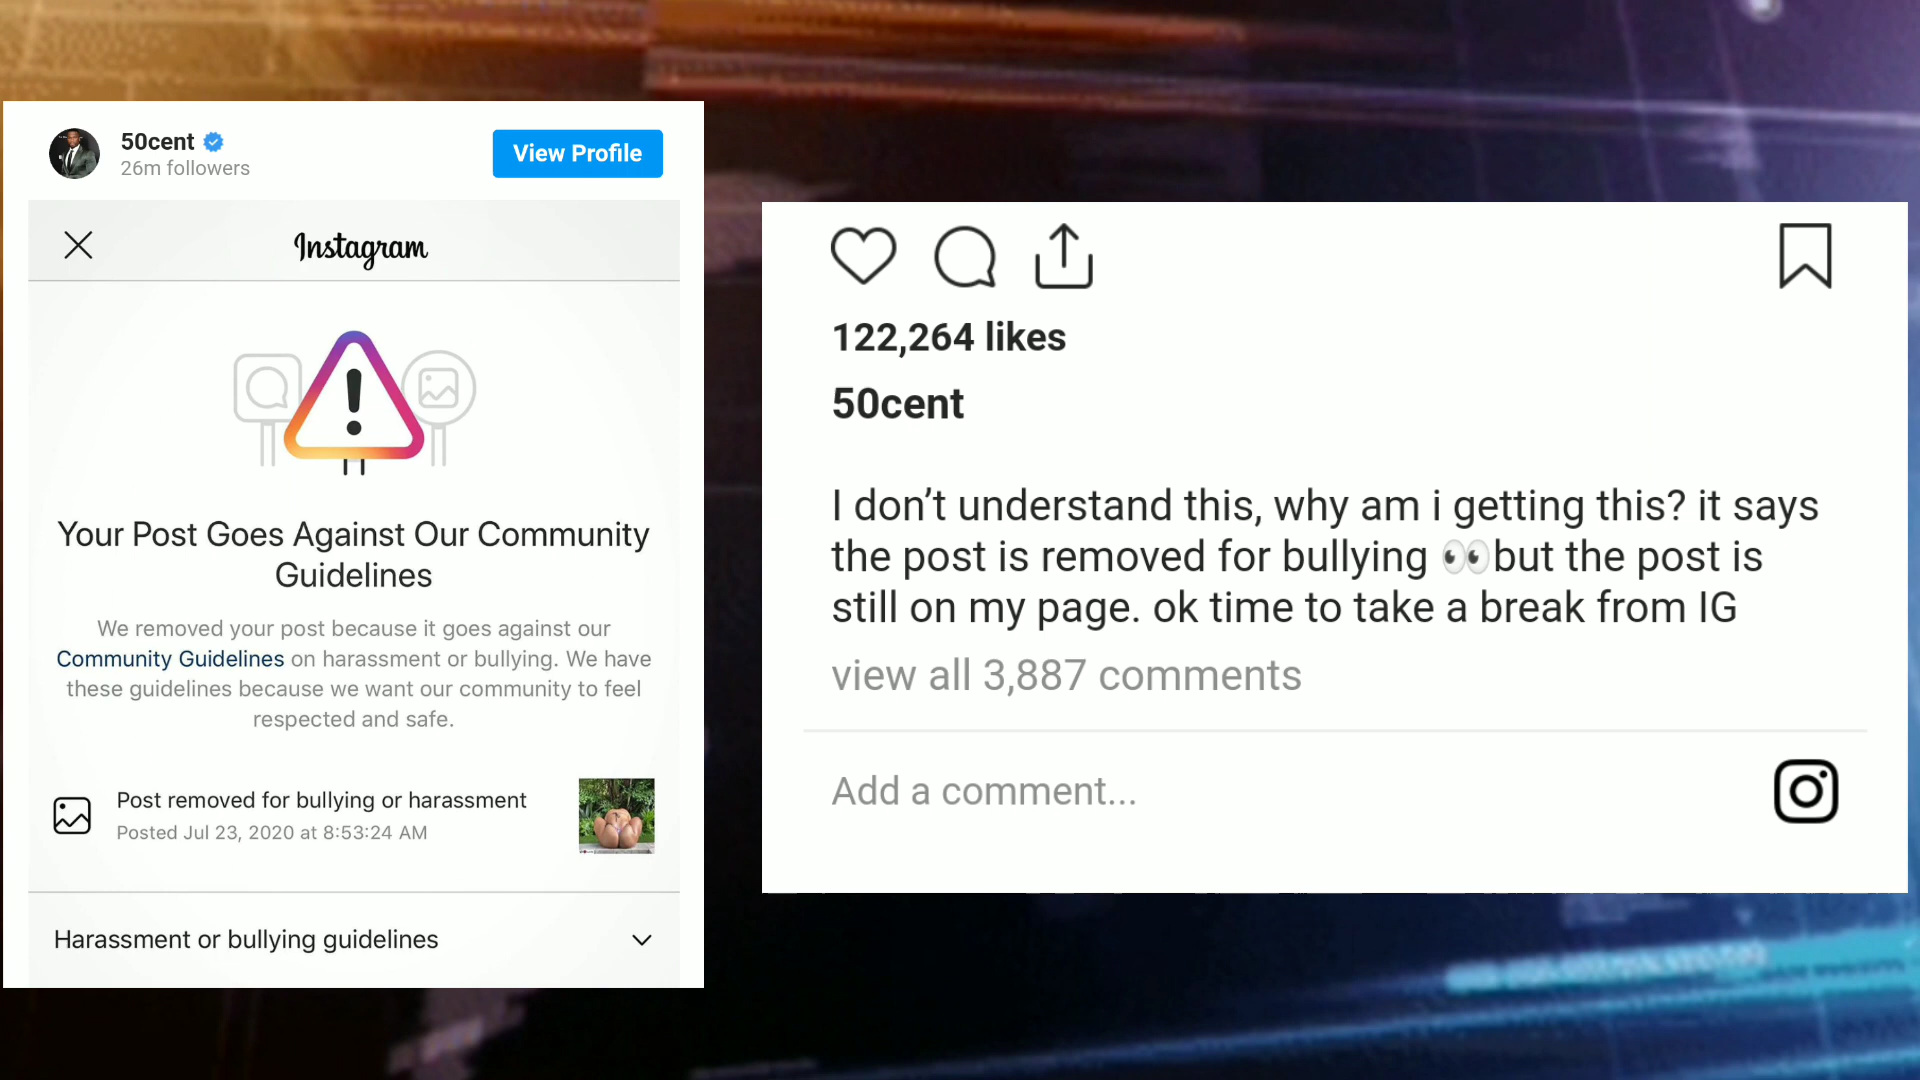 50cent
26m followers
View Profile
Instagram
Your Post Goes Against Our Community
Guidelines
We removed your post because it goes against our
Community Guidelines on harassment or bullying. We have
these guidelines because we want our community to feel
respected and safe.
Post removed for bullying or harassment
Posted Jul 23, 2020 at 8:53:24 AM
Harassment or bullying guidelines
122,264 likes
50cent
I don’t understand this, why am i getting this? it says
the post is removed for bullying 👀but the post is
still on my page. ok time to take a break from IG
view all 3,887 comments
Add a comment...